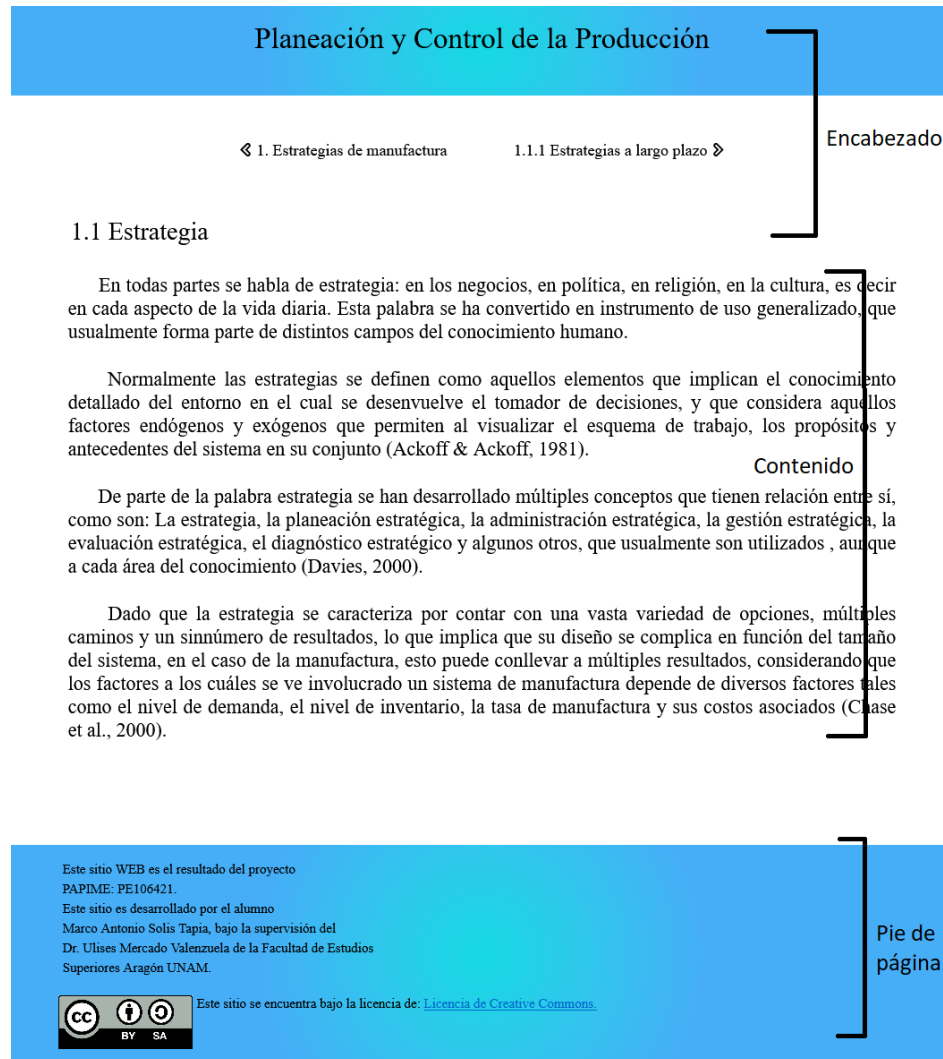 Planeación y Control de la Producción
Encabezado
1. Estrategias de manufactura
1.1.1 Estrategias a largo plazo
1.1 Estrategia
En todas partes se habla de estrategia: en los negocios, en política, en religión, en la cultura, es decir
en cada aspecto de la vida diaria. Esta palabra se ha convertido en instrumento de uso generalizado, que
usualmente forma parte de distintos campos del conocimiento humano.
Normalmente las estrategias se definen como aquellos elementos que implican el conocimiento
detallado del entorno en el cual se desenvuelve el tomador de decisiones, y que considera aquellos
factores endógenos y exógenos que permiten al visualizar el esquema de trabajo, los propósitos y
antecedentes del sistema en su conjunto (Ackoff & Ackoff, 1981).
Contenido
De parte de la palabra estrategia se han desarrollado múltiples conceptos que tienen relación entre sí,
como son: La estrategia, la planeación estratégica, la administración estratégica, la gestión estratégica, la
evaluación estratégica, el diagnóstico estratégico y algunos otros, que usualmente son utilizados , aunque
a cada área del conocimiento (Davies, 2000).
Dado que la estrategia se caracteriza por contar con una vasta variedad de opciones, múltiples
caminos y un sinnúmero de resultados, lo que implica que su diseño se complica en función del tamaño
del sistema, en el caso de la manufactura, esto puede conllevar a múltiples resultados, considerando que
los factores a los cuáles se ve involucrado un sistema de manufactura depende de diversos factores tales
como el nivel de demanda, el nivel de inventario, la tasa de manufactura y sus costos asociados (Chase
et al., 2000).
Este sitio WEB es el resultado del proyecto
PAPIME: PE106421.
Este sitio es desarrollado por el alumno
Marco Antonio Solis Tapia, bajo la supervisión del
Dr. Ulises Mercado Valenzuela de la Facultad de Estudios
Superiores Aragón UNAM.
Pie de
página
Este sitio se encuentra bajo la licencia de: Licencia de Creative Commons.
cc
BY SA